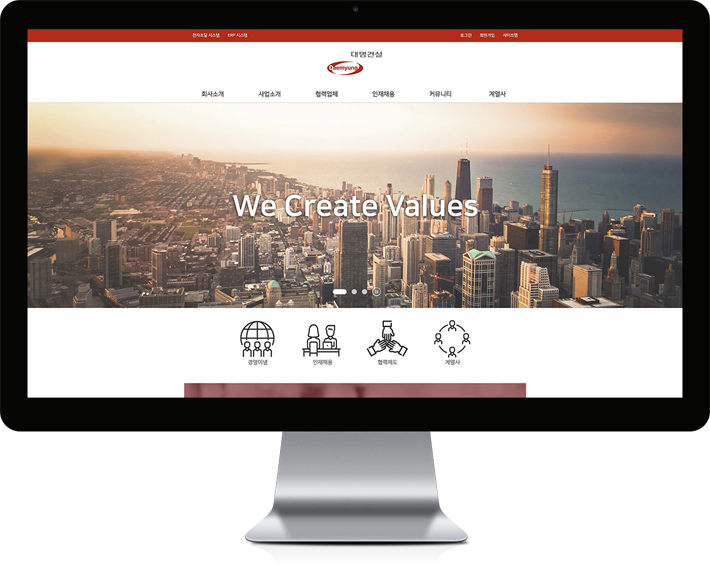 전자조달 시스템 ERP 시스템 로그인 회원가입 사이트맵
대명건설
Daemyung
회사소개 사업소개 협력업체 인재채용 커뮤니티 계열사
We Create Values
경영이념 인재채용 협력제도 계열사